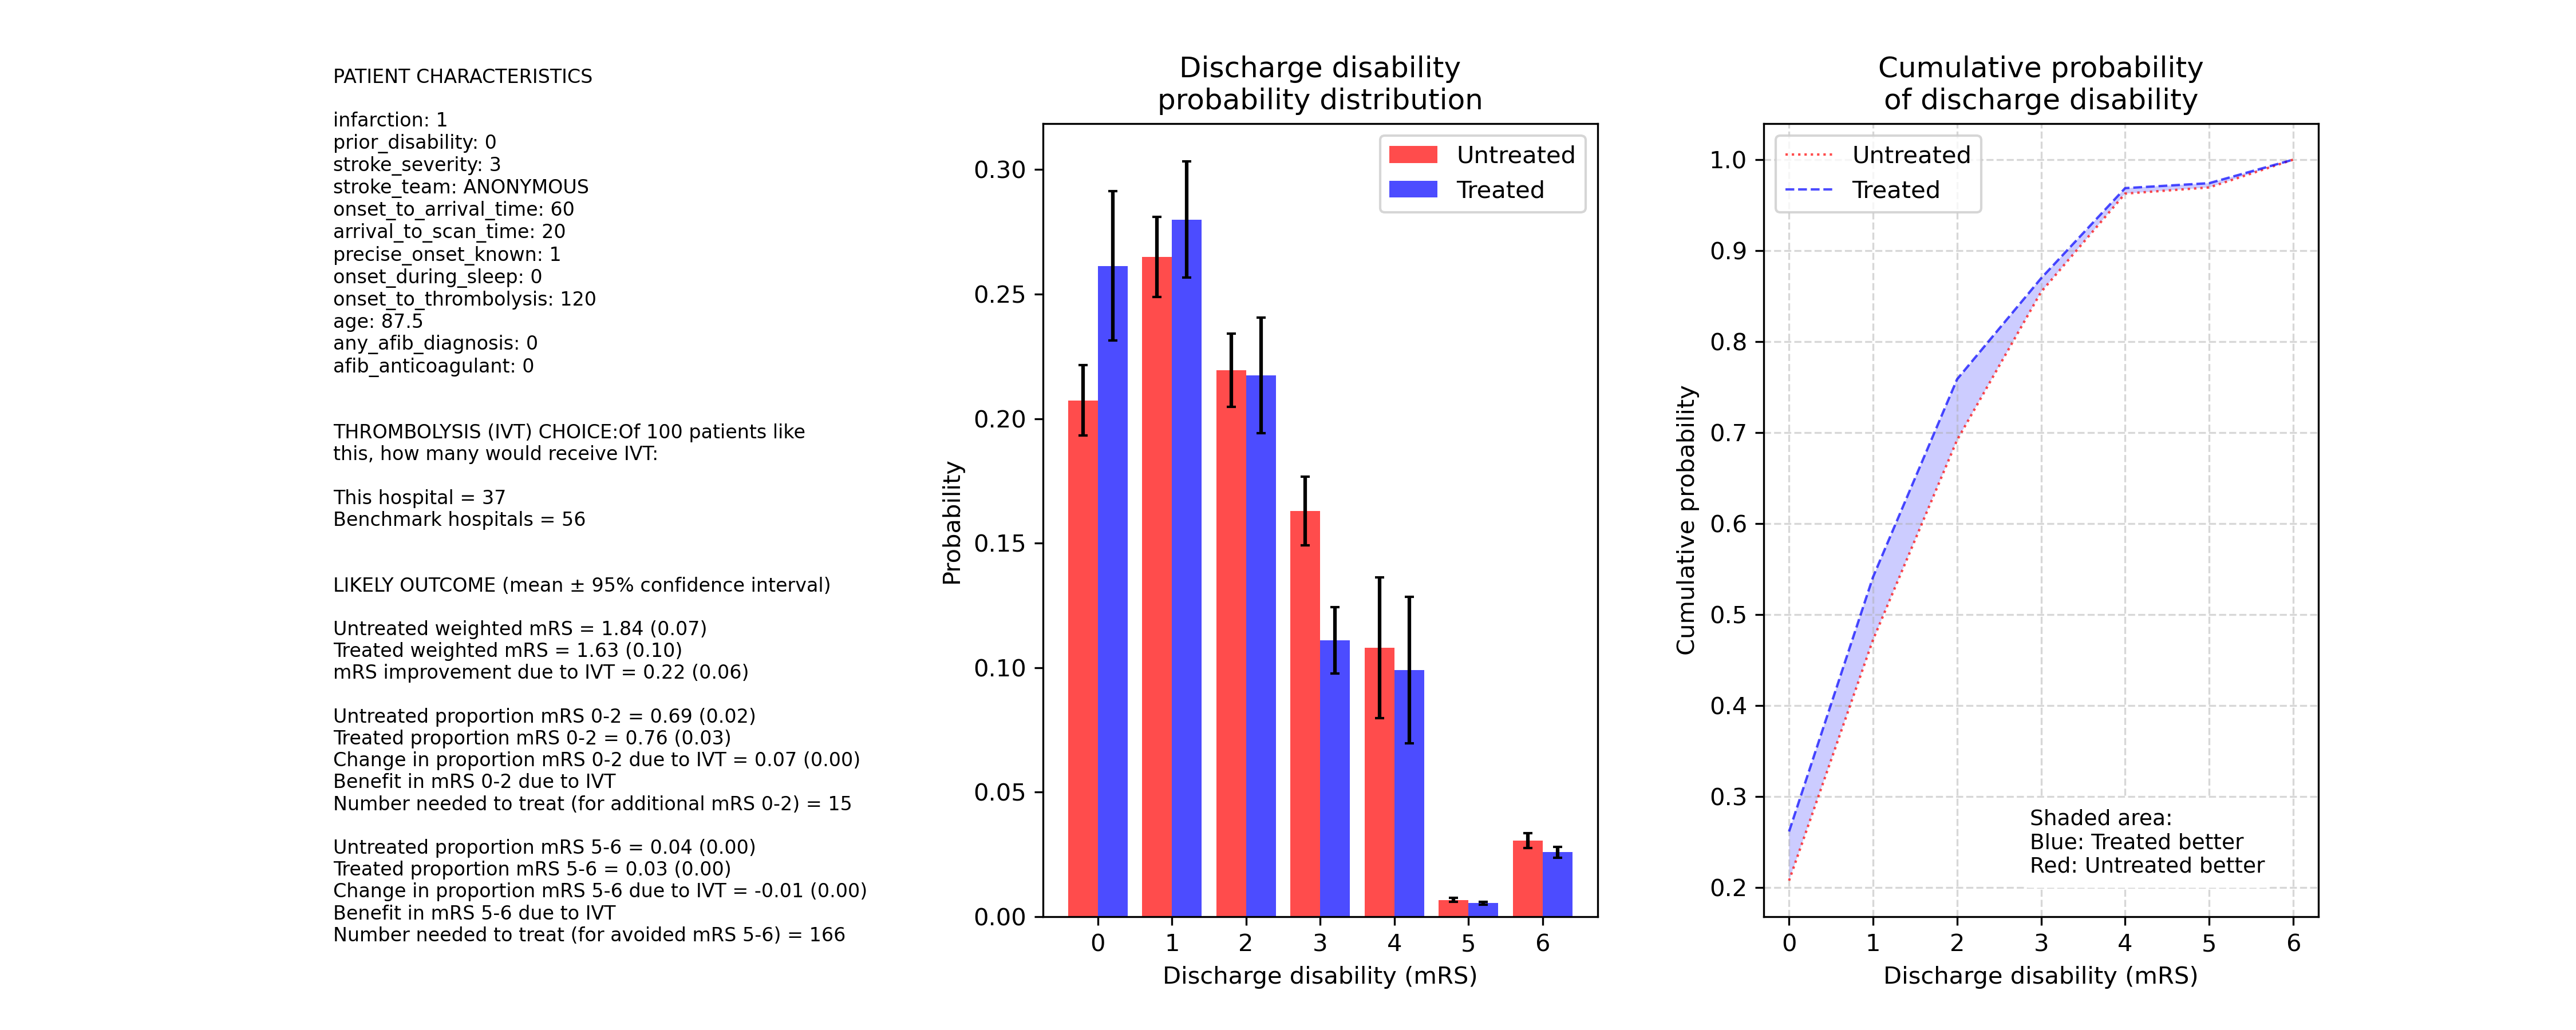 PATIENT CHARACTERISTICS
infarction: 1
prior_disability: 0
stroke_severity: 3
stroke_team: ANONYMOUS
onset_to_arrival_time: 60
arrival_to_scan_time: 20
precise_onset_known: 1
onset_during_sleep: 0
onset_to_thrombolysis: 120
age: 87.5
any_afib_diagnosis: 0
afib_anticoagulant: 0
THROMBOLYSIS (IVT) CHOICE:Of 100 patients like
this, how many would receive IVT:
This hospital = 37
Benchmark hospitals = 56
LIKELY OUTCOME (mean ± 95% confidence interval)
Untreated weighted mRS = 1.84 (0.07)
Treated weighted mRS = 1.63 (0.10)
mRS improvement due to IVT = 0.22 (0.06)
Untreated proportion mRS 0-2 = 0.69 (0.02)
Treated proportion mRS 0-2 = 0.76 (0.03)
Change in proportion mRS 0-2 due to IVT = 0.07 (0.00)
Benefit in mRS 0-2 due to IVT
Number needed to treat (for additional mRS 0-2) = 15
Untreated proportion mRS 5-6 = 0.04 (0.00)
Treated proportion mRS 5-6 = 0.03 (0.00)
Change in proportion mRS 5-6 due to IVT = -0.01 (0.00)
Benefit in mRS 5-6 due to IVT
Number needed to treat (for avoided mRS 5-6) = 166
Discharge disability
probability distribution
Untreated
Treated
Probability
0.30
0.25
0.20
0.15
0.10
0.05
0.00
0 1 2 3 4 5 6
Discharge disability (mRS)
Cumulative probability
of discharge disability
Untreated
Treated
Cumulative probability
1.0
0.9
0.8
0.7
0.6
0.5
0.4
0.3
0.2
Shaded area:
Blue: Treated better
Red: Untreated better
0 1 2 3 4 5 6
Discharge disability (mRS)